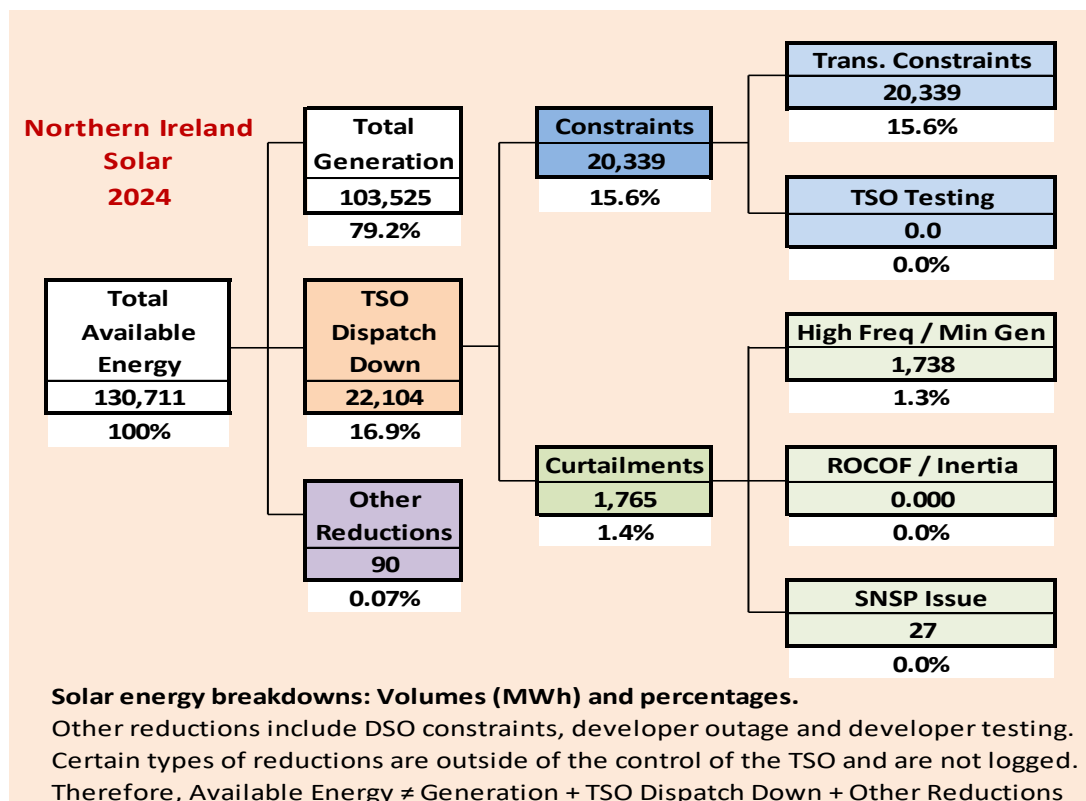 Northern Ireland
Solar
2024
Total
Available
Energy
130,711
100%
Total
Generation
103,525
79.2%
TSO
Dispatch
Down
22,104
16.9%
Other
Reductions
90
0.07%
Constraints
20,339
15.6%
Curtailments
1,765
1.4%
Trans. Constraints
20,339
15.6%
TSO Testing
0.0
0.0%
High Freq / Min Gen
1,738
1.3%
ROCOF / Inertia
0.000
0.0%
SNSP Issue
27
0.0%
Solar energy breakdowns: Volumes (MWh) and percentages.
Other reductions include DSO constraints, developer outage and developer testing.
Certain types of reductions are outside of the control of the TSO and are not logged.
Therefore, Available Energy ≠ Generation + TSO Dispatch Down + Other Reductions